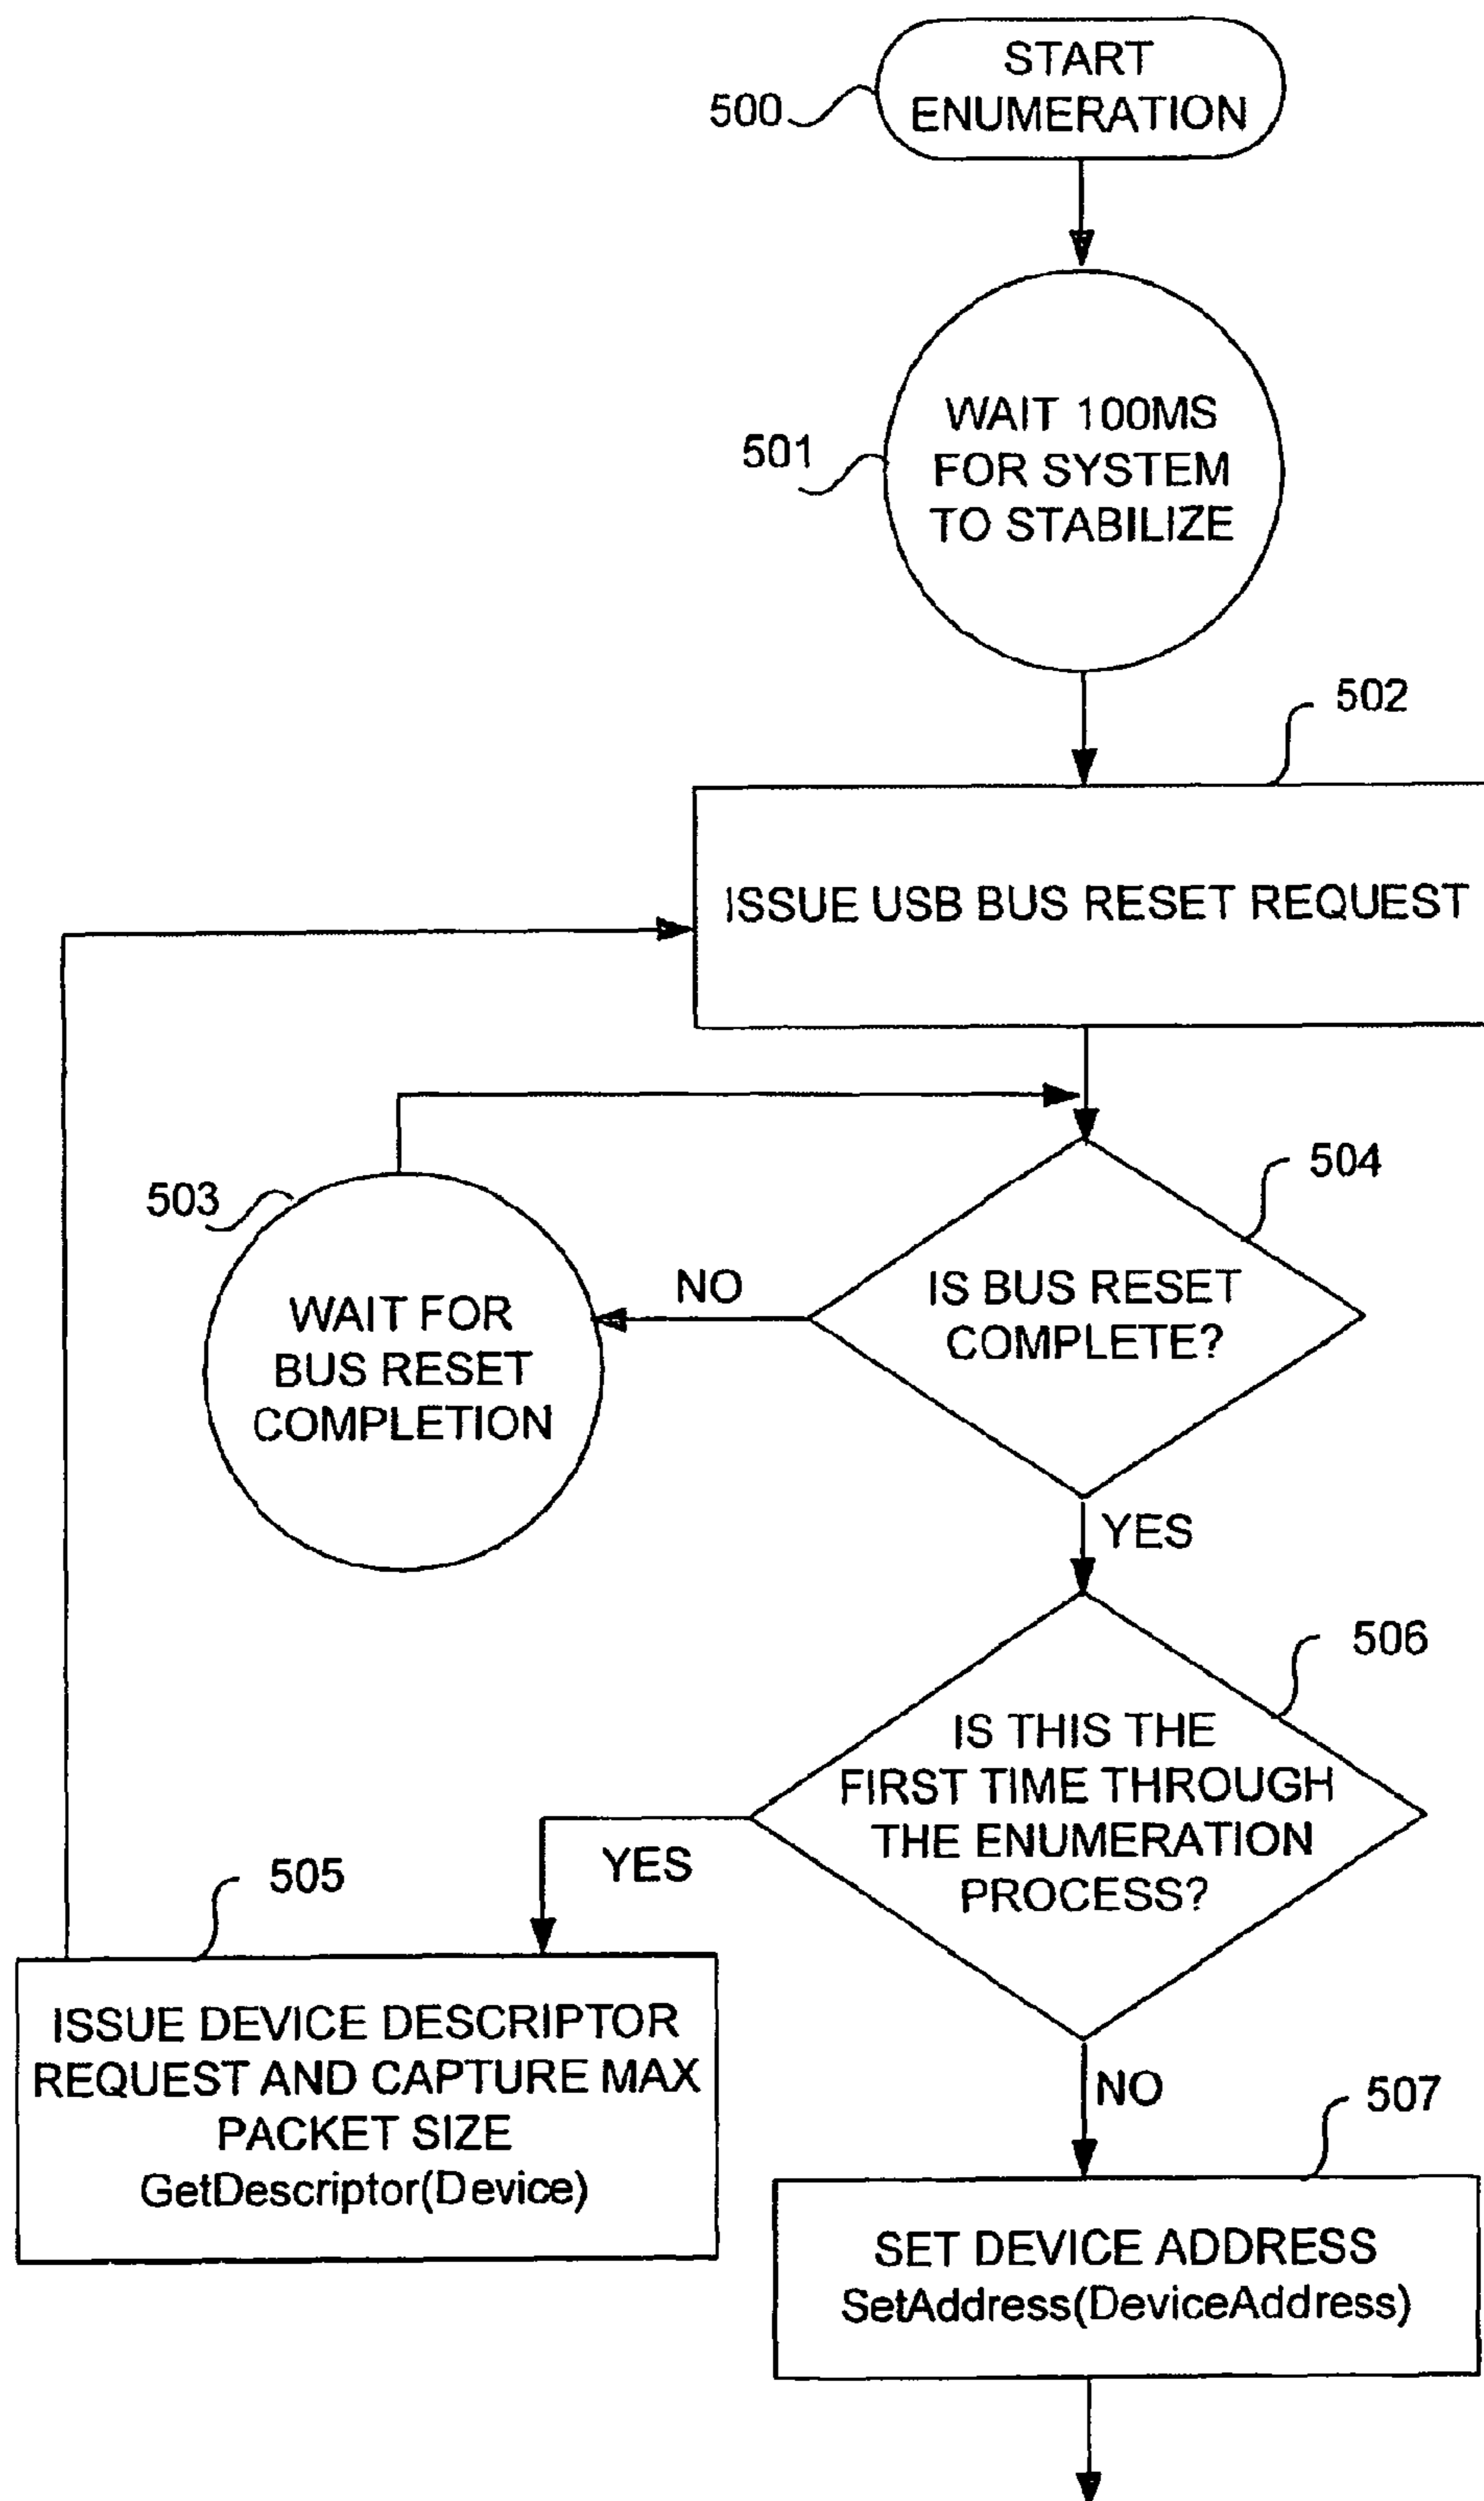 START
ENUMERATION
500
WAIT 100MS
FOR SYSTEM
TO STABILIZE
501
502
ISSUE USB BUS RESET REQUEST
503
WAIT FOR
BUS RESET
COMPLETION
NO
504
IS BUS RESET
COMPLETE?
YES
506
IS THIS THE
FIRST TIME THROUGH
THE ENUMERATION
PROCESS?
YES
505
ISSUE DEVICE DESCRIPTOR
REQUEST AND CAPTURE MAX
PACKET SIZE
GetDescriptor(Device)
NO
507
SET DEVICE ADDRESS
SetAddress(DeviceAddress)